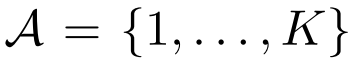 𝒜 = {1, . . . , K}